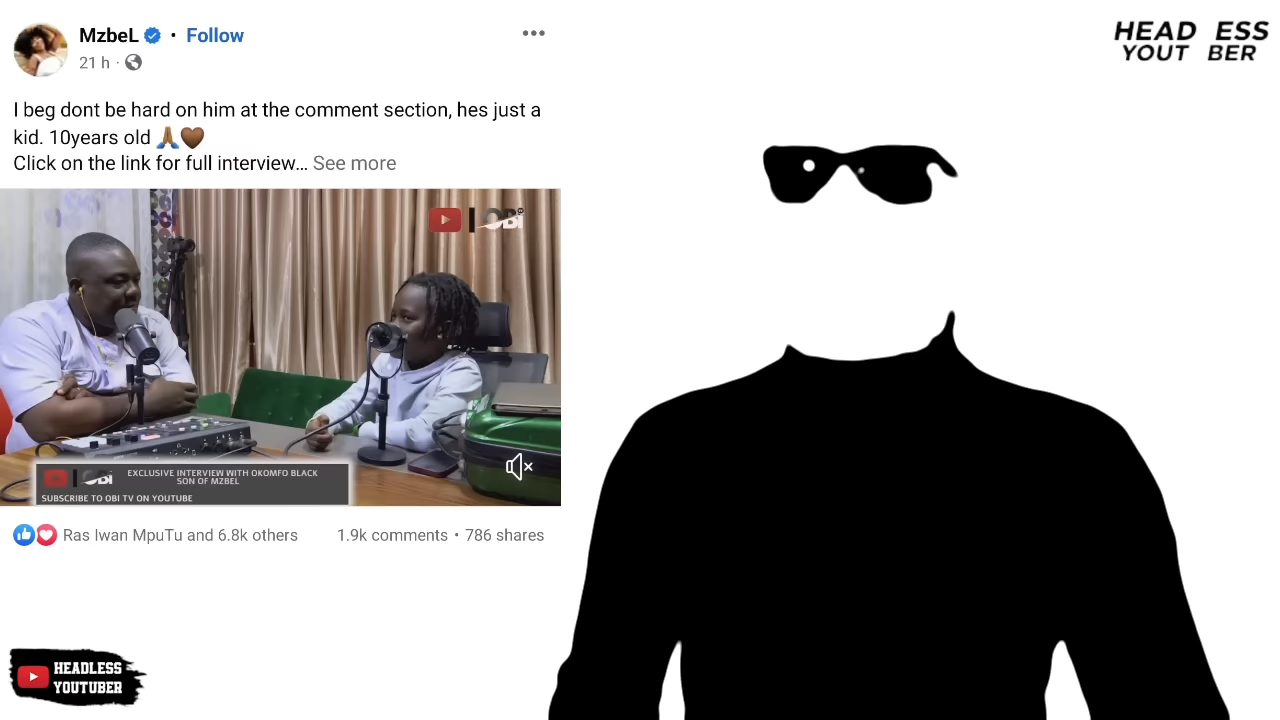 MzbeL · Follow
21 h ·
I beg dont be hard on him at the comment section, hes just a
kid. 10years old 🙏🏾🤎
Click on the link for full interview... See more
OBi
OBi
EXCLUSIVE INTERVIEW WITH OKOMFO BLACK
SON OF MZBEL
SUBSCRIBE TO OBI TV ON YOUTUBE
Ras Iwan MpuTu and 6.8k others
1.9k comments • 786 shares
HEAD ESS
YOUT BER
HEADLESS
YOUTUBER